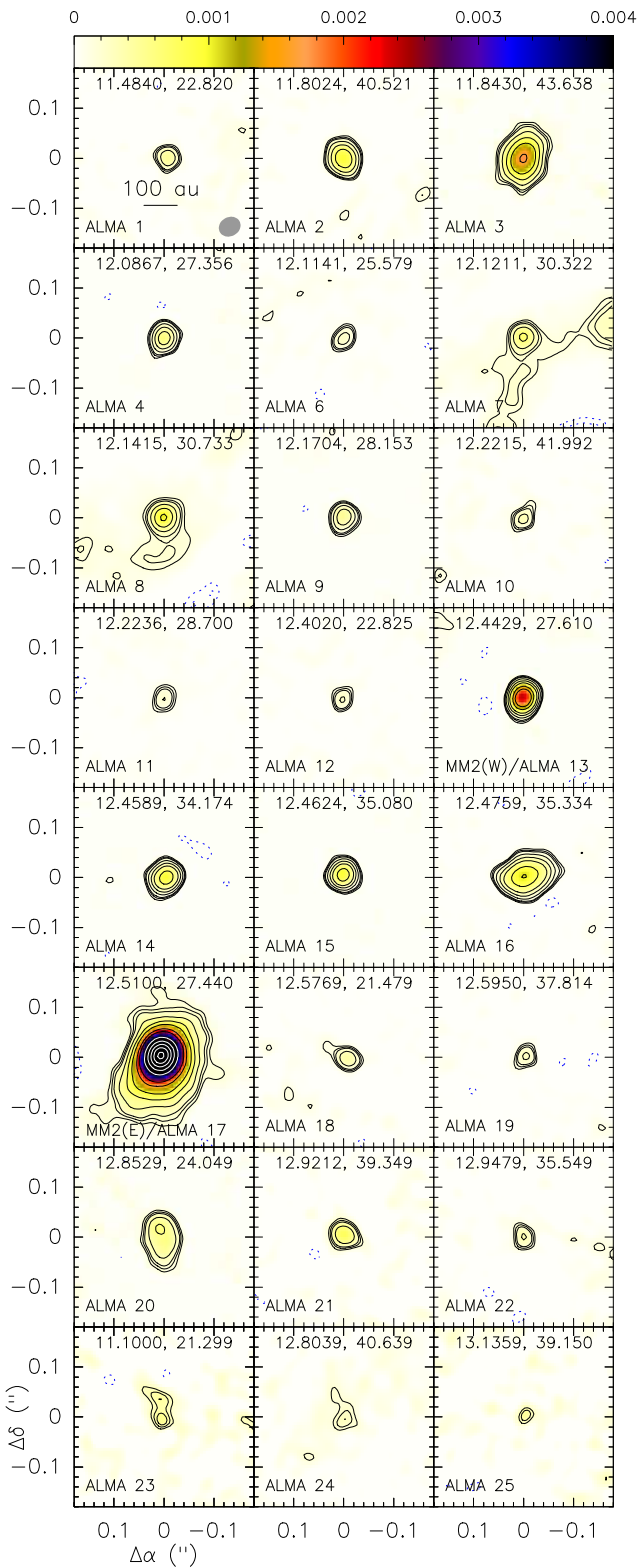 0 0.001 0.002 0.003 0.004
11.4840, 22.820 11.8024, 40.521 11.8430, 43.638
0.1
0
100 au
−0.1
ALMA 1 ALMA 2 ALMA 3
12.0867, 27.356 12.1141, 25.579 12.1211, 30.322
0.1
0
−0.1
ALMA 4 ALMA 6 ALMA 7
12.1415, 30.733 12.1704, 28.153 12.2215, 41.992
0.1
0
−0.1
ALMA 8 ALMA 9 ALMA 10
12.2236, 28.700 12.4020, 22.825 12.4429, 27.610
0.1
0
−0.1
ALMA 11 ALMA 12 MM2(W)/ALMA 13
12.4589, 34.174 12.4624, 35.080 12.4759, 35.334
0.1
0
−0.1
ALMA 14 ALMA 15 ALMA 16
12.5100, 27.440 12.5769, 21.479 12.5950, 37.814
0.1
0
−0.1
MM2(E)/ALMA 17 ALMA 18 ALMA 19
12.8529, 24.049 12.9212, 39.349 12.9479, 35.549
0.1
0
−0.1
ALMA 20 ALMA 21 ALMA 22
11.1000, 21.299 12.8039, 40.639 13.1359, 39.150
0.1
0
−0.1
Δδ ('')
ALMA 23 ALMA 24 ALMA 25
0.1 0 −0.1 0.1 0 −0.1 0.1 0 −0.1
Δα ('')